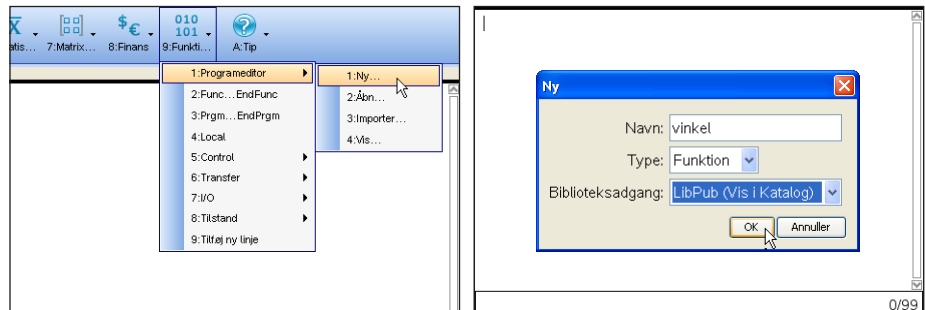 010
101
$€
X
atis... 7:Matrix... 8:Finans 9:Funkti... A:Tip
1:Programeditor
2:Func...EndFunc
3:Prgm...EndPrgm
4:Local
5:Control
6:Transfer
7:I/O
8:Tilstand
9:Tilføj ny linje
1:Ny...
2:Åbn...
3:Importer...
4:Vis...
Ny
Navn: vinkel
Type: Funktion
Biblioteksadgang: LibPub (Vis i Katalog)
OK Annuller
0/99